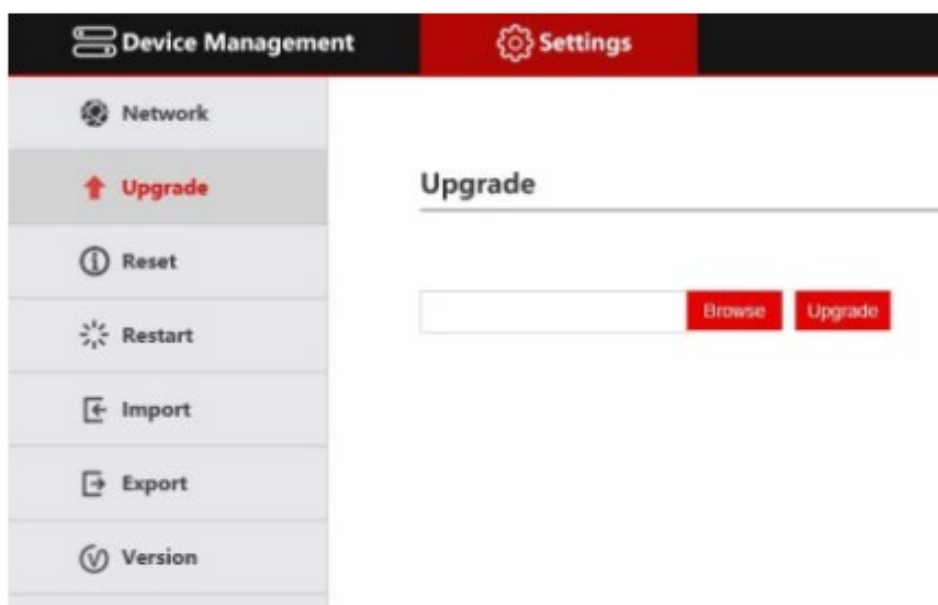 Device Management
Settings
Network
Upgrade
Reset
Restart
Import
Export
Version
Upgrade
Browse
Upgrade